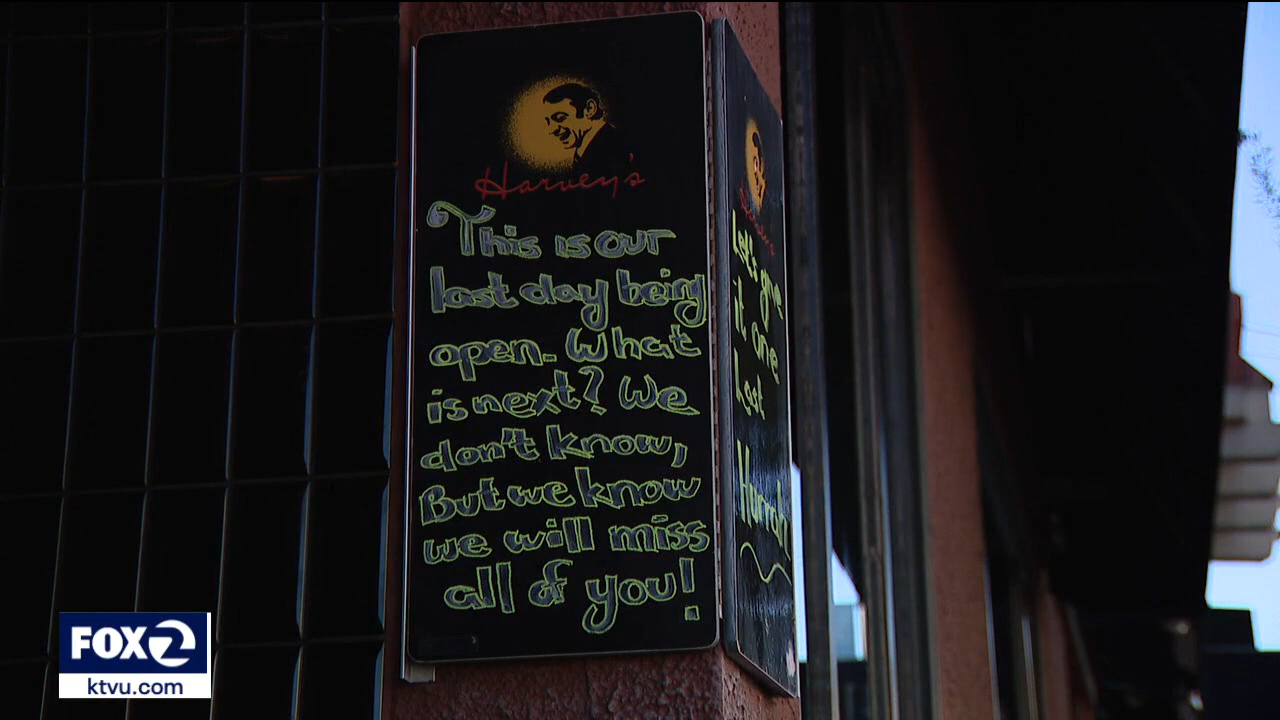 Harvey's
This is our
last day being
open. What
is next? We
don't know,
But we know
we will miss
all of you!
Harvey's
Let's give
it one
Last
Hurrah
FOX 2
ktvu.com